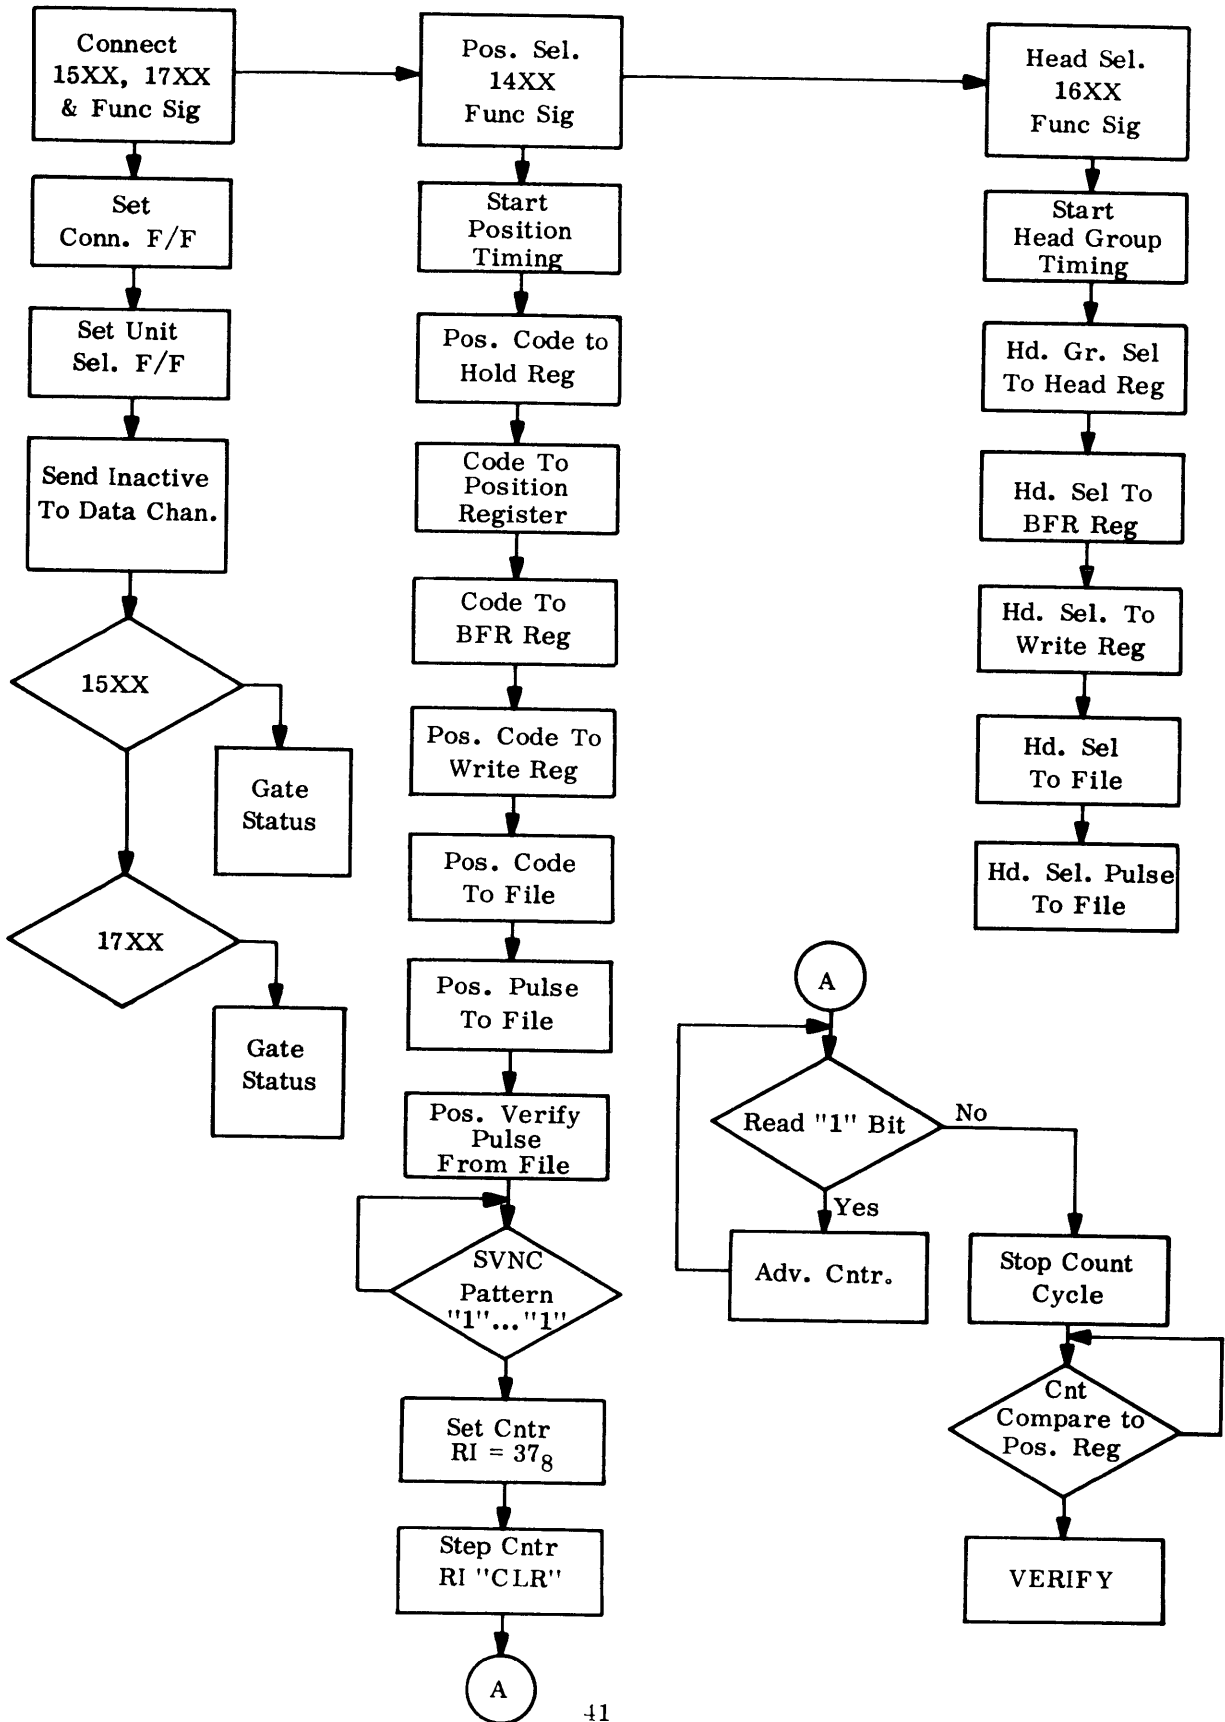 Connect
15XX, 17XX
& Func Sig
Set
Conn. F/F
Set Unit
Sel. F/F
Send Inactive
To Data Chan.
15XX
Gate
Status
17XX
Gate
Status
Pos. Sel.
14XX
Func Sig
Start
Position
Timing
Pos. Code to
Hold Reg
Code To
Position
Register
Code To
BFR Reg
Pos. Code To
Write Reg
Pos. Code
To File
Pos. Pulse
To File
Pos. Verify
Pulse
From File
SVNC
Pattern
"1"..."1"
Set Cntr
RI = 37₈
Step Cntr
RI "CLR"
A
Head Sel.
16XX
Func Sig
Start
Head Group
Timing
Hd. Gr. Sel
To Head Reg
Hd. Sel To
BFR Reg
Hd. Sel. To
Write Reg
Hd. Sel
To File
Hd. Sel. Pulse
To File
A
Read "1" Bit
No
Yes
Adv. Cntr.
Stop Count
Cycle
Cnt
Compare to
Pos. Reg
VERIFY
41